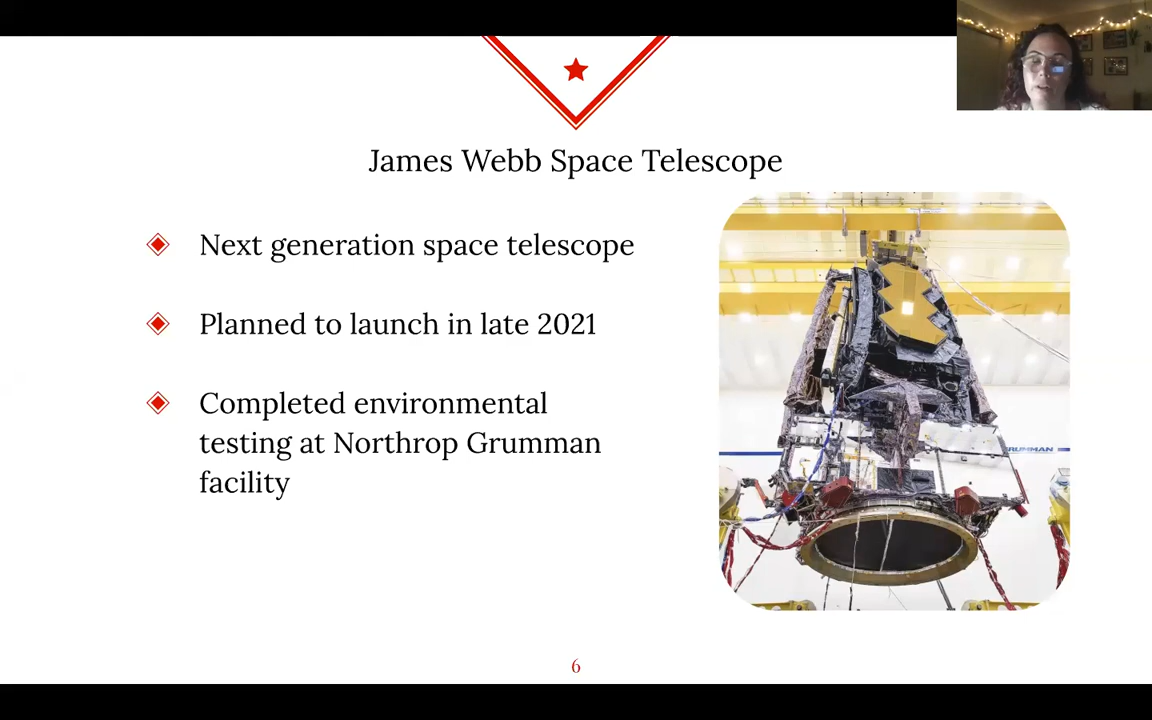 James Webb Space Telescope
Next generation space telescope
Planned to launch in late 2021
Completed environmental
testing at Northrop Grumman
facility
RUMMAN
6